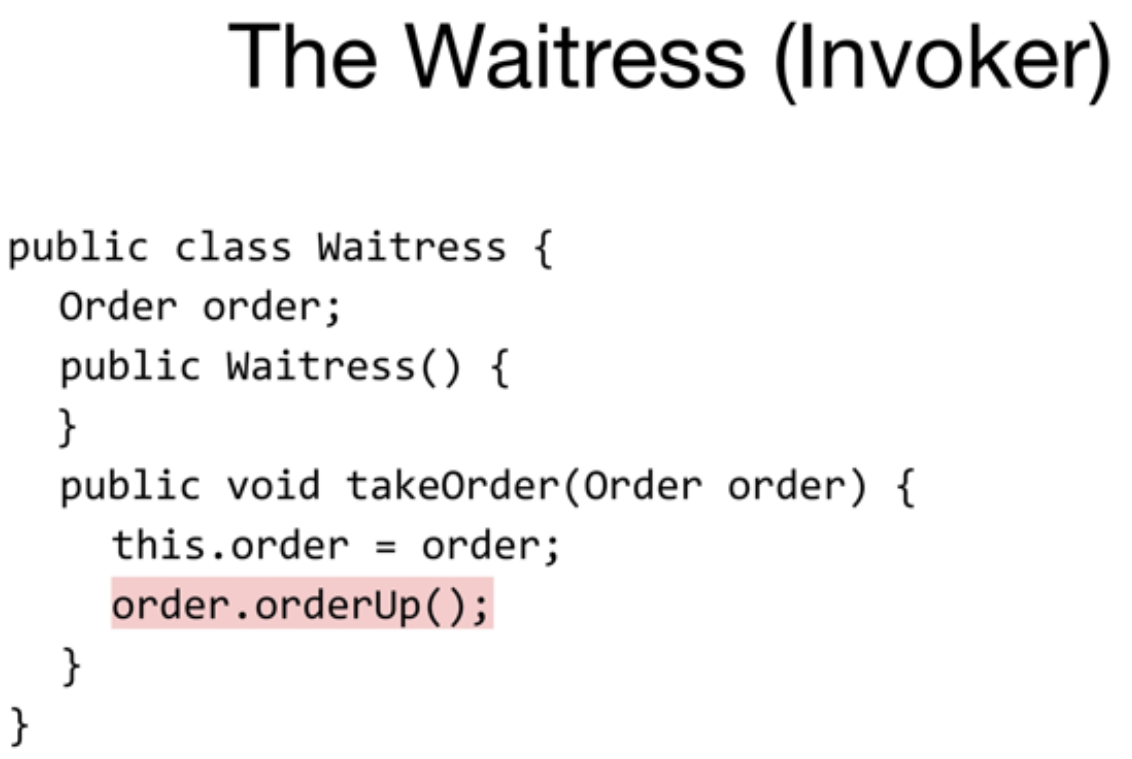 The Waitress (Invoker)
public class Waitress {
Order order;
public Waitress() {
}
public void takeOrder(Order order) {
this.order = order;
order.orderUp();
}
}